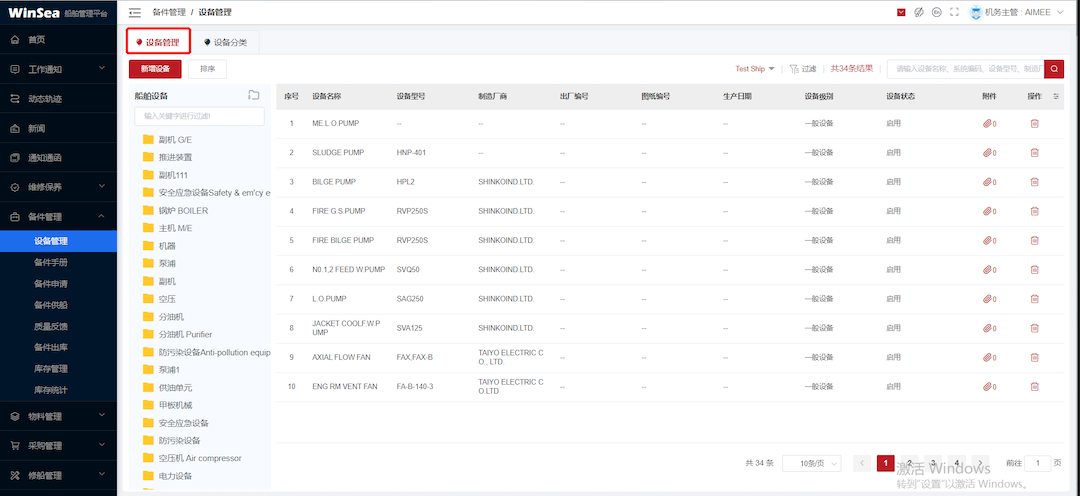 WinSea 船舶管理平台
备件管理 / 设备管理
机务主管 : AIMEE
首页
工作通知
动态轨迹
新闻
通知通函
维修保养
备件管理
设备管理
备件手册
备件申请
备件供船
质量反馈
备件出库
库存管理
库存统计
物料管理
采购管理
修船管理
设备管理 设备分类
新增设备 排序
Test Ship 过滤 共34条结果 请输入设备名称、系统编码、设备型号、制造厂
船舶设备
输入关键字进行过滤!
副机 G/E
推进装置
副机111
安全应急设备Safety & em'cy e
锅炉 BOILER
主机 M/E
机器
泵浦
副机
空压
分油机
分油机 Purifier
防污染设备Anti-pollution equip
泵浦1
供油单元
甲板机械
安全应急设备
防污染设备
空压机 Air compressor
电力设备
序号 设备名称 设备型号 制造厂商 出厂编号 图纸编号 生产日期 设备级别 设备状态 附件 操作
1 ME.L.O.PUMP -- -- -- -- -- 一般设备 启用 0
2 SLUDGE PUMP HNP-401 -- -- -- -- 一般设备 启用 0
3 BILGE PUMP HPL2 SHINKOIND.LTD. -- -- -- 一般设备 启用 0
4 FIRE G.S.PUMP RVP250S SHINKOIND.LTD. -- -- -- 一般设备 启用 0
5 FIRE BILGE PUMP RVP250S SHINKOIND.LTD. -- -- -- 一般设备 启用 0
6 N0.1,2 FEED W.PUMP SVQ50 SHINKOIND.LTD. -- -- -- 一般设备 启用 0
7 L.O.PUMP SAG250 SHINKOIND.LTD. -- -- -- 一般设备 启用 0
8 JACKET COOLF.W.P
UMP SVA125 SHINKOIND.LTD. -- -- -- 一般设备 启用 0
9 AXIAL FLOW FAN FAX,FAX-B TAIYO ELECTRIC C
O., LTD. -- -- -- 一般设备 启用 0
10 ENG RM VENT FAN FA-B-140-3 TAIYO ELECTRIC C
O.LTD -- -- -- 一般设备 启用 0
共 34 条 10条/页 1 2 3 4 前往 1 页
激活 Windows
转到"设置"以激活 Windows。